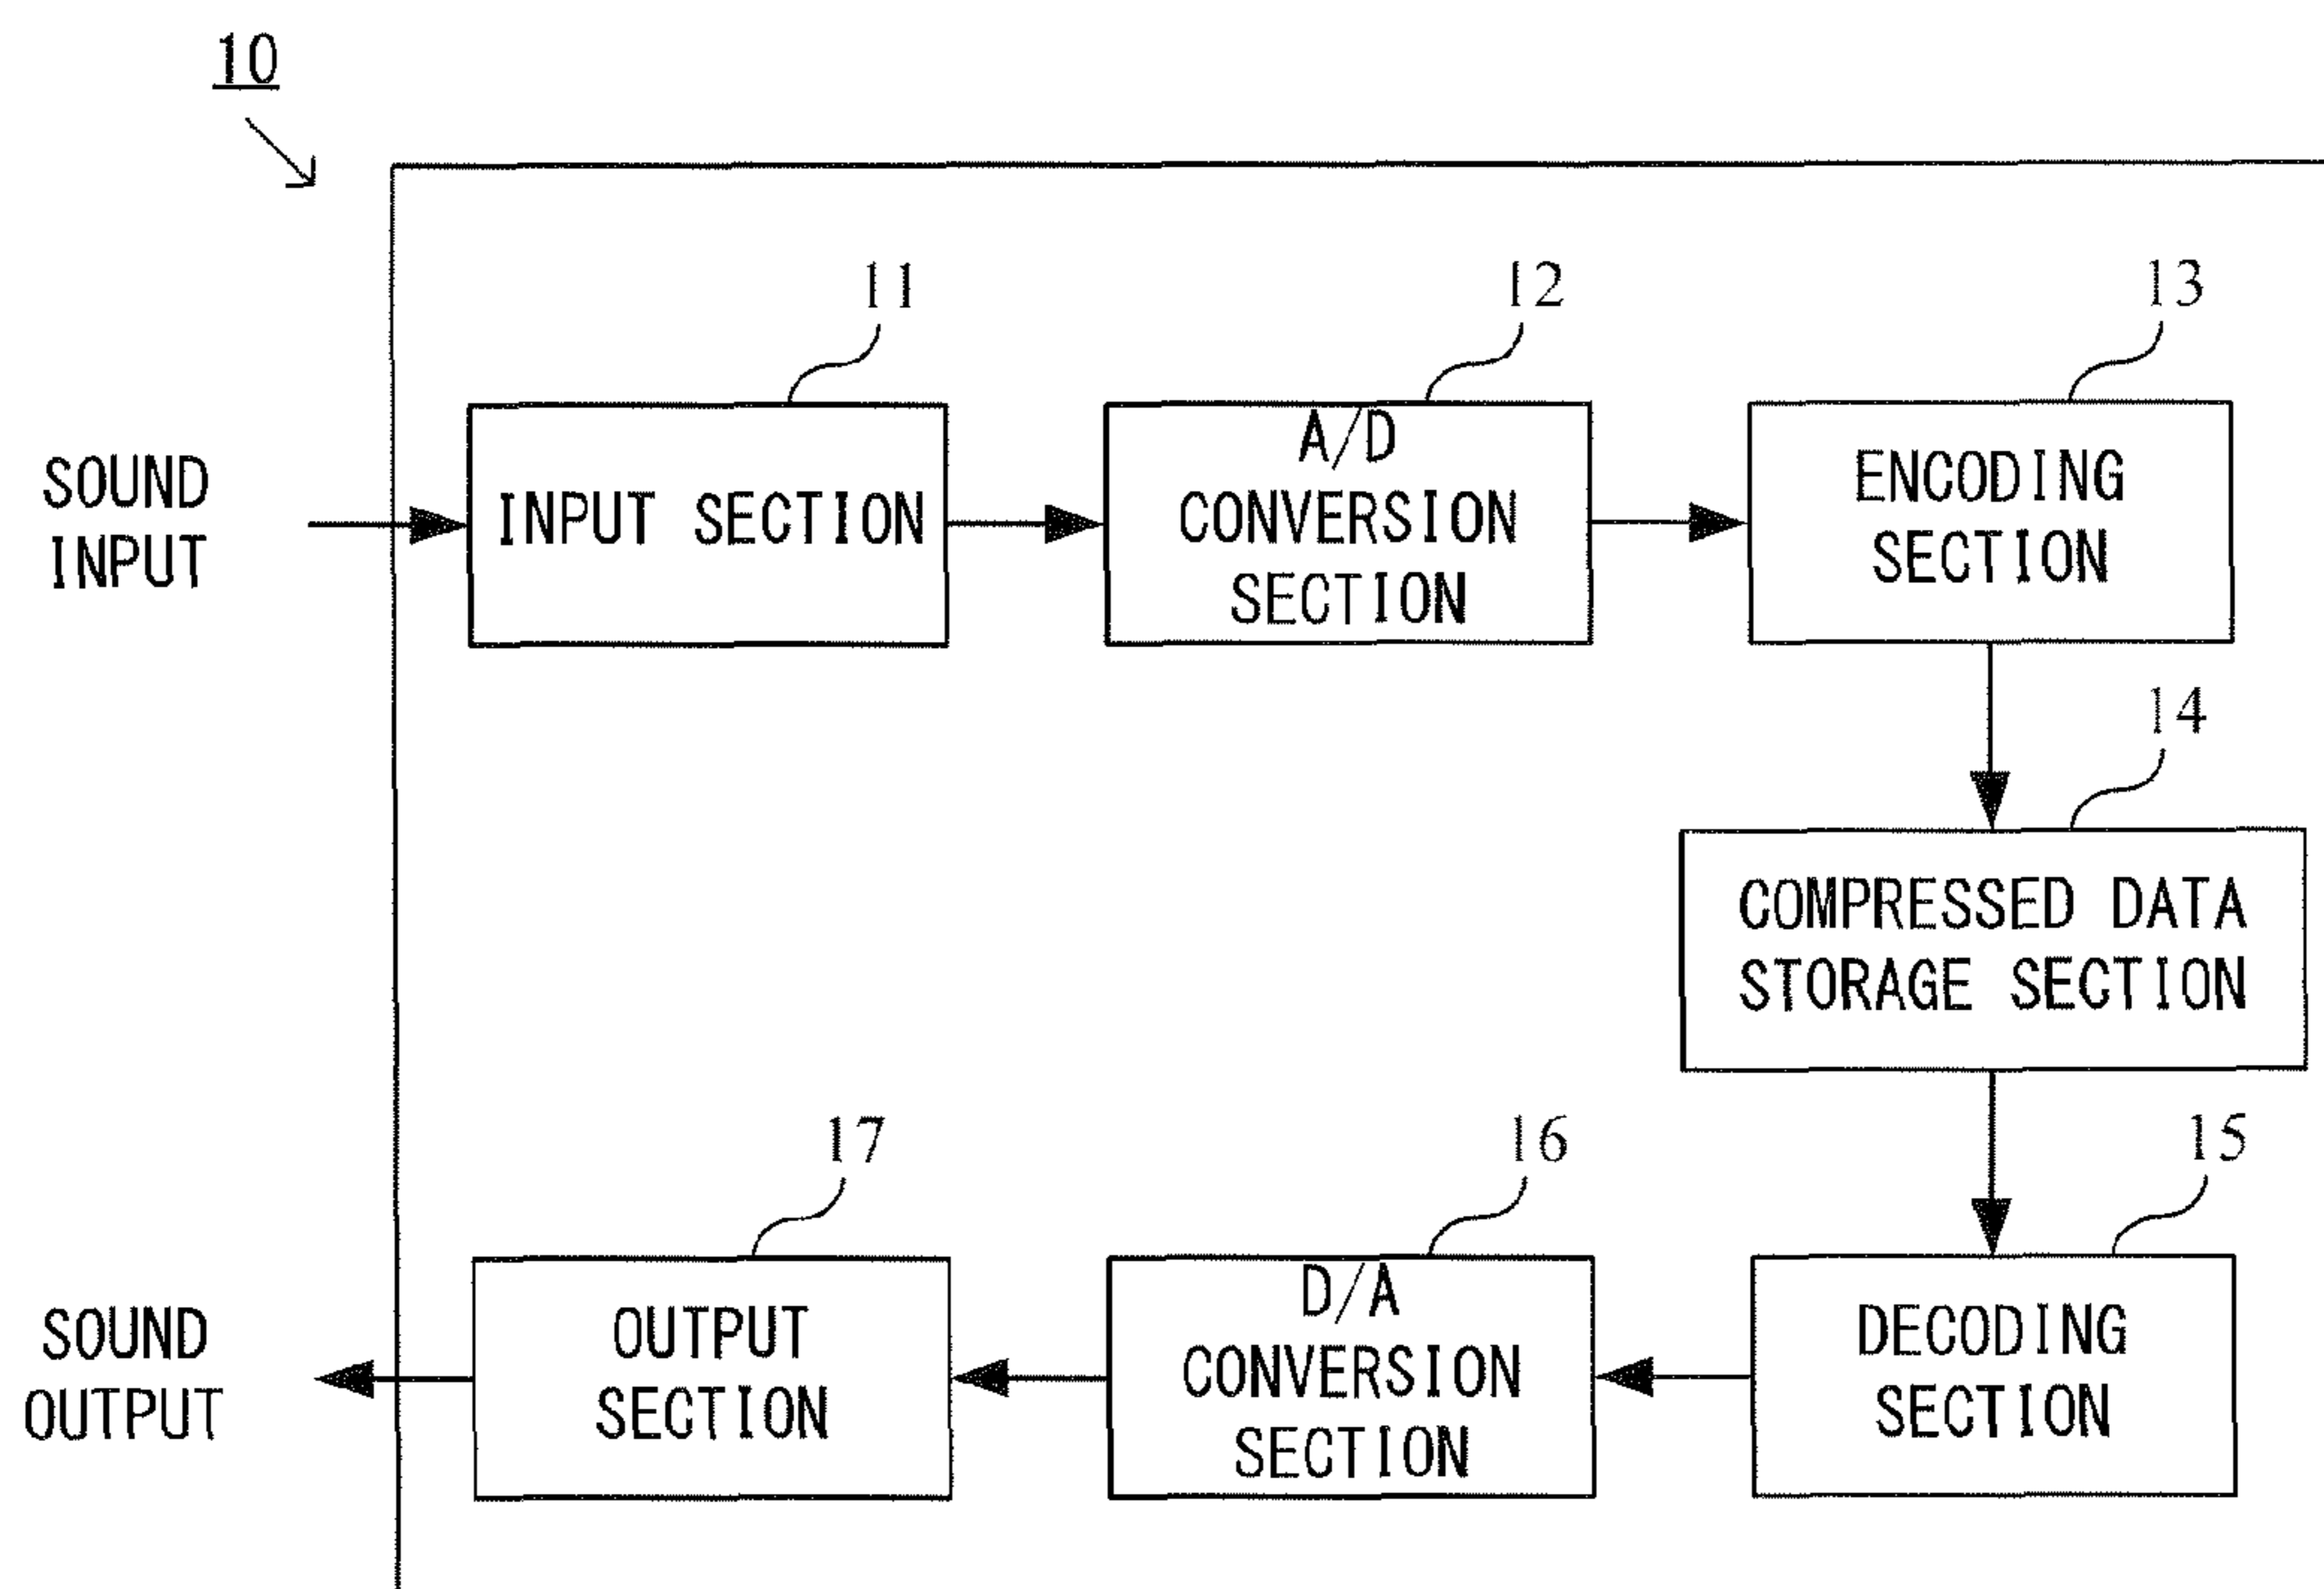 10
11
12
13
SOUND
INPUT
INPUT SECTION
A/D
CONVERSION
SECTION
ENCODING
SECTION
14
COMPRESSED DATA
STORAGE SECTION
17
16
15
SOUND
OUTPUT
OUTPUT
SECTION
D/A
CONVERSION
SECTION
DECODING
SECTION